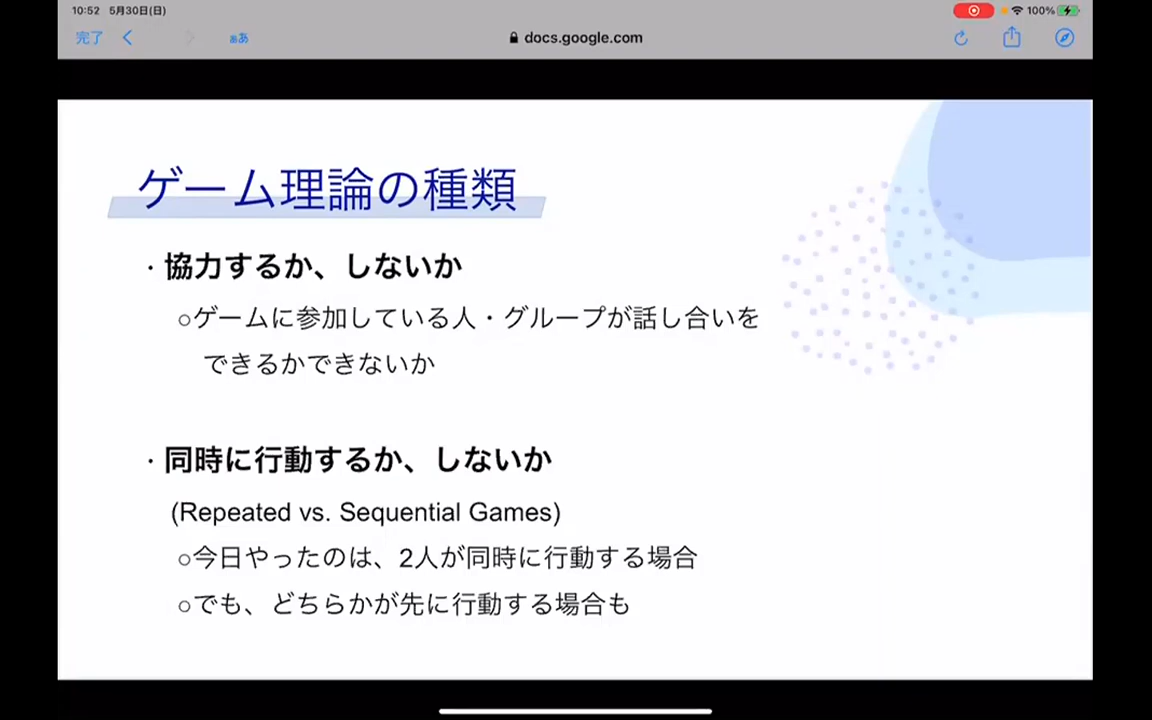 10:52 5月30日(日)
100%
完了
ぁあ
docs.google.com
ゲーム理論の種類
・協力するか、しないか
○ゲームに参加している人・グループが話し合いを
できるかできないか
・同時に行動するか、しないか
(Repeated vs. Sequential Games)
○今日やったのは、2人が同時に行動する場合
○でも、どちらかが先に行動する場合も